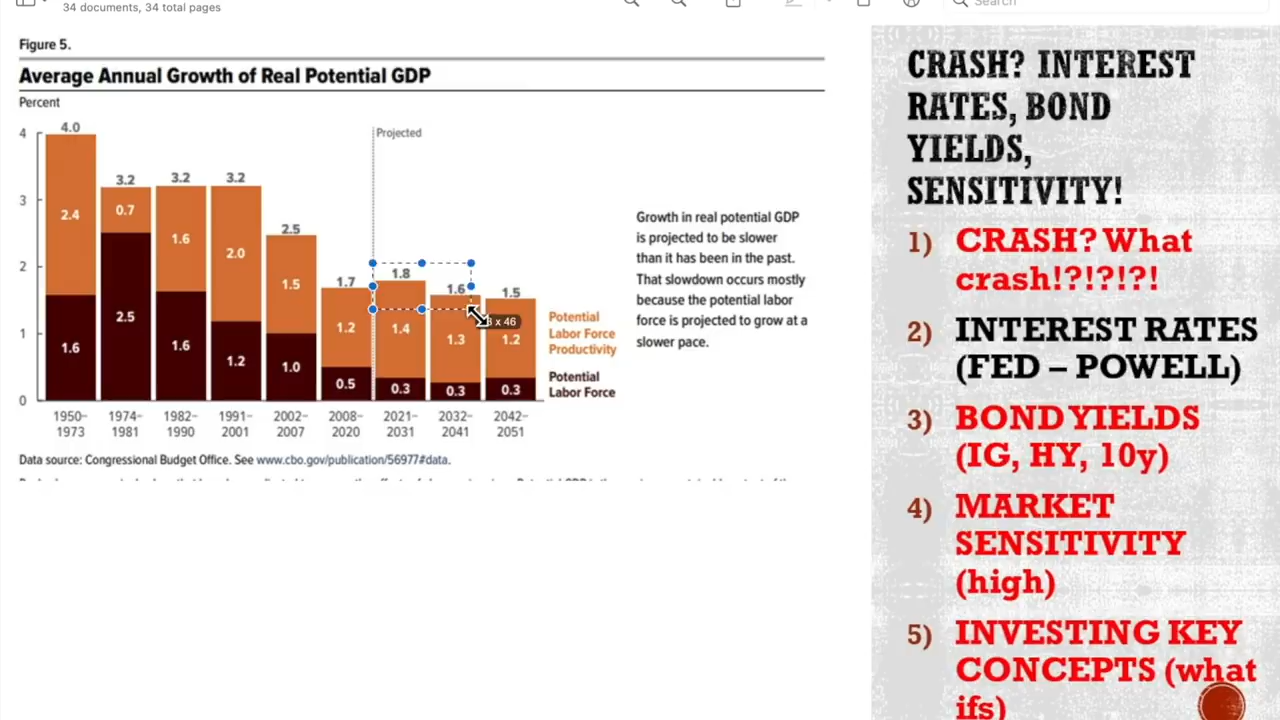 34 documents, 34 total pages
Search
Figure 5.
Average Annual Growth of Real Potential GDP
Percent
4
3
2
1
0
Projected
4.0
3.2
3.2
3.2
2.5
1.7
1.8
1.6
1.5
2.4
0.7
1.6
2.0
1.5
1.2
1.4
1.3
1.2
1.6
2.5
1.6
1.2
1.0
0.5
0.3
0.3
0.3
x 46
Potential
Labor Force
Productivity
Potential
Labor Force
1950–
1973
1974–
1981
1982–
1990
1991–
2001
2002–
2007
2008–
2020
2021–
2031
2032–
2041
2042–
2051
Growth in real potential GDP
is projected to be slower
than it has been in the past.
That slowdown occurs mostly
because the potential labor
force is projected to grow at a
slower pace.
Data source: Congressional Budget Office. See www.cbo.gov/publication/56977#data.
CRASH? INTEREST
RATES, BOND
YIELDS,
SENSITIVITY!
1) CRASH? What
crash!?!?!?!
2) INTEREST RATES
(FED – POWELL)
3) BOND YIELDS
(IG, HY, 10y)
4) MARKET
SENSITIVITY
(high)
5) INVESTING KEY
CONCEPTS (what
ifs)